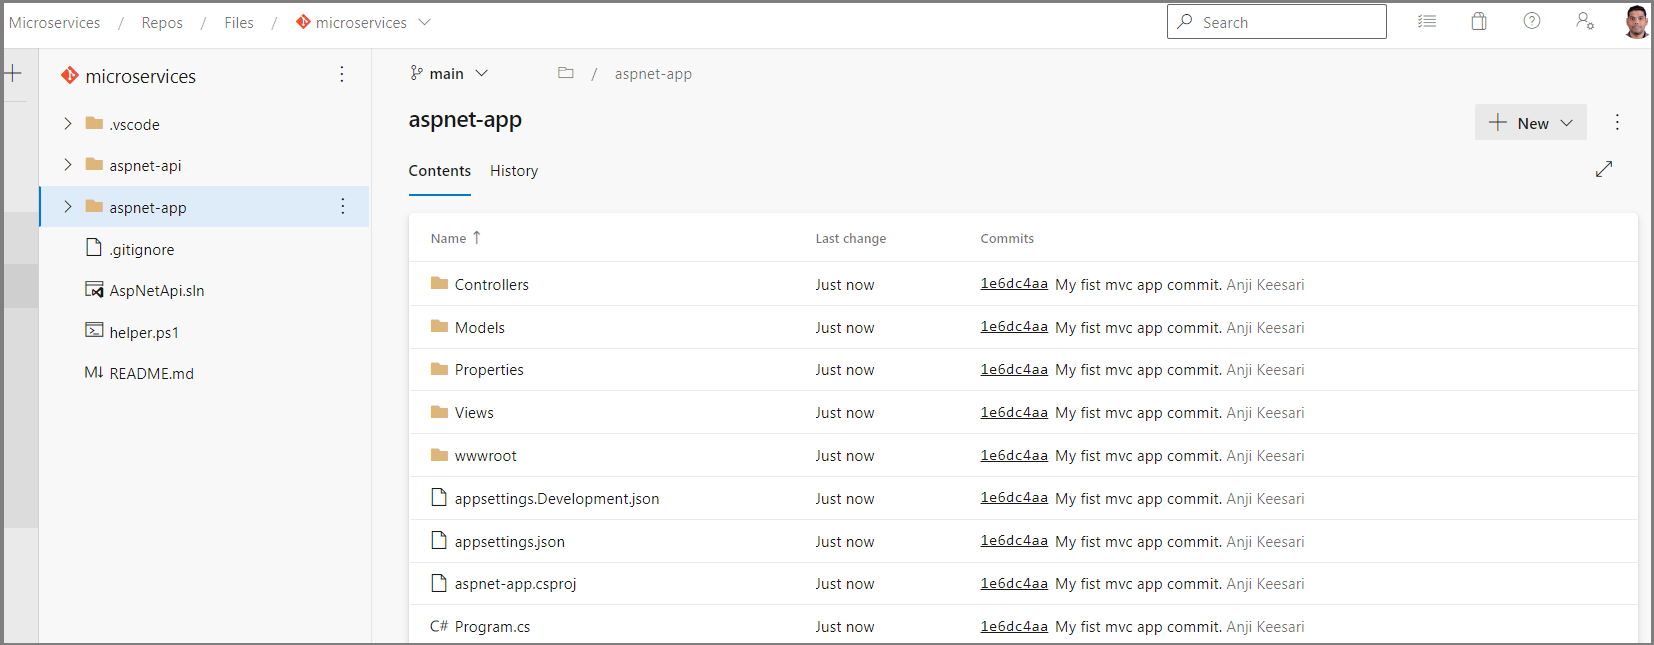 Microservices / Repos / Files / microservices
Search
microservices
.vscode
aspnet-api
aspnet-app
.gitignore
AspNetApi.sln
helper.ps1
M↓ README.md
main
/ aspnet-app
aspnet-app
New
Contents History
Name ↑ Last change Commits
Controllers Just now 1e6dc4aa My fist mvc app commit. Anji Keesari
Models Just now 1e6dc4aa My fist mvc app commit. Anji Keesari
Properties Just now 1e6dc4aa My fist mvc app commit. Anji Keesari
Views Just now 1e6dc4aa My fist mvc app commit. Anji Keesari
wwwroot Just now 1e6dc4aa My fist mvc app commit. Anji Keesari
appsettings.Development.json Just now 1e6dc4aa My fist mvc app commit. Anji Keesari
appsettings.json Just now 1e6dc4aa My fist mvc app commit. Anji Keesari
aspnet-app.csproj Just now 1e6dc4aa My fist mvc app commit. Anji Keesari
C# Program.cs Just now 1e6dc4aa My fist mvc app commit. Anji Keesari